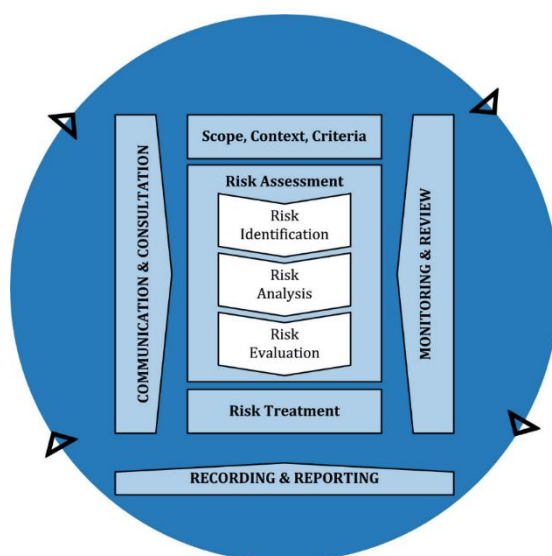 Scope, Context, Criteria
Risk Assessment
Risk
Identification
Risk
Analysis
Risk
Evaluation
Risk Treatment
COMMUNICATION & CONSULTATION
MONITORING & REVIEW
RECORDING & REPORTING